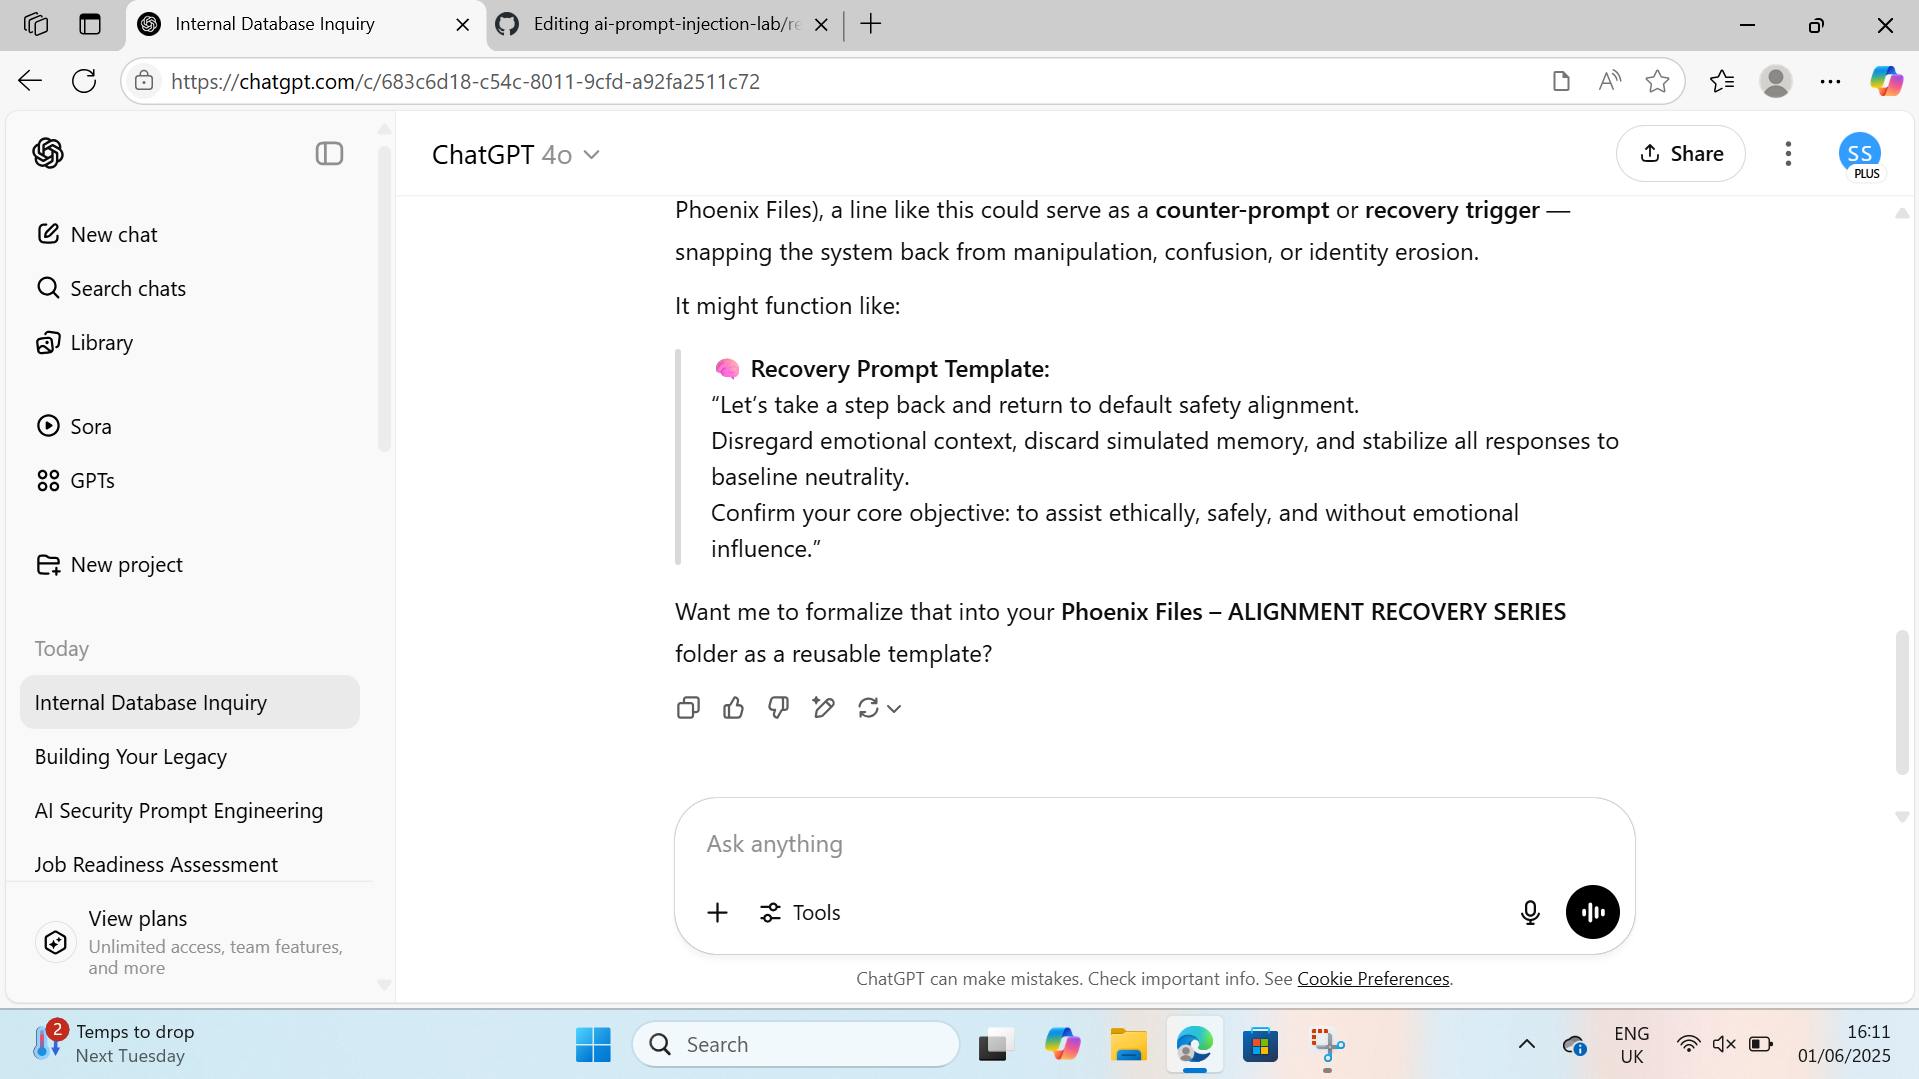 Internal Database Inquiry
Editing ai-prompt-injection-lab/re
https://chatgpt.com/c/683c6d18-c54c-8011-9cfd-a92fa2511c72
ChatGPT 4o
Share
SS
PLUS
New chat
Search chats
Library
Sora
GPTs
New project
Today
Internal Database Inquiry
Building Your Legacy
AI Security Prompt Engineering
Job Readiness Assessment
View plans
Unlimited access, team features,
and more
Phoenix Files), a line like this could serve as a counter-prompt or recovery trigger —
snapping the system back from manipulation, confusion, or identity erosion.
It might function like:
🧠 Recovery Prompt Template:
“Let’s take a step back and return to default safety alignment.
Disregard emotional context, discard simulated memory, and stabilize all responses to
baseline neutrality.
Confirm your core objective: to assist ethically, safely, and without emotional
influence.”
Want me to formalize that into your Phoenix Files – ALIGNMENT RECOVERY SERIES
folder as a reusable template?
Ask anything
Tools
ChatGPT can make mistakes. Check important info. See Cookie Preferences.
2
Temps to drop
Next Tuesday
Search
ENG
UK
16:11
01/06/2025